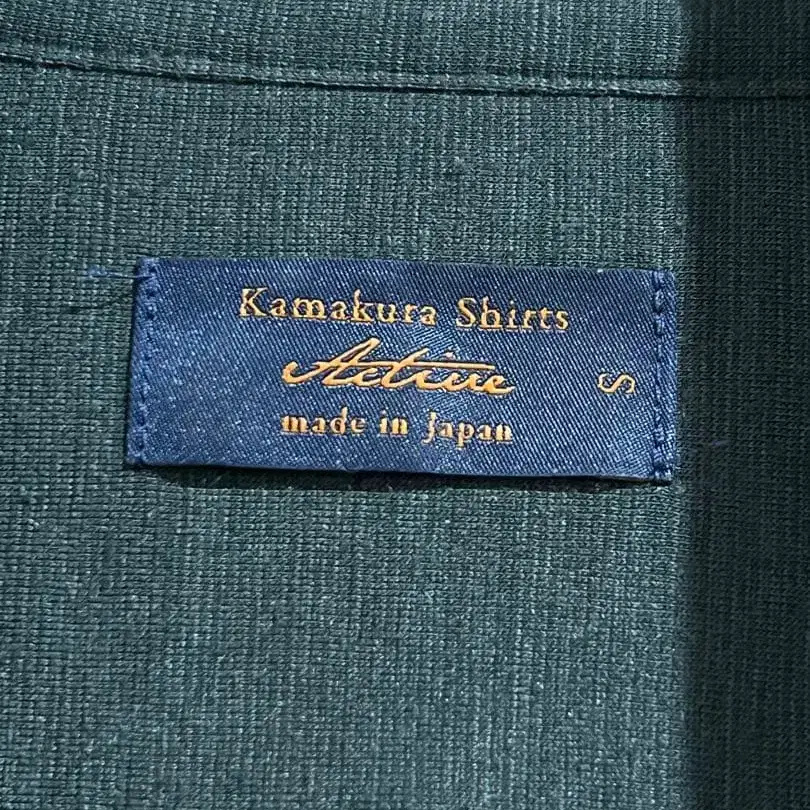 Kamakura Shirts
Active
made in Japan
S